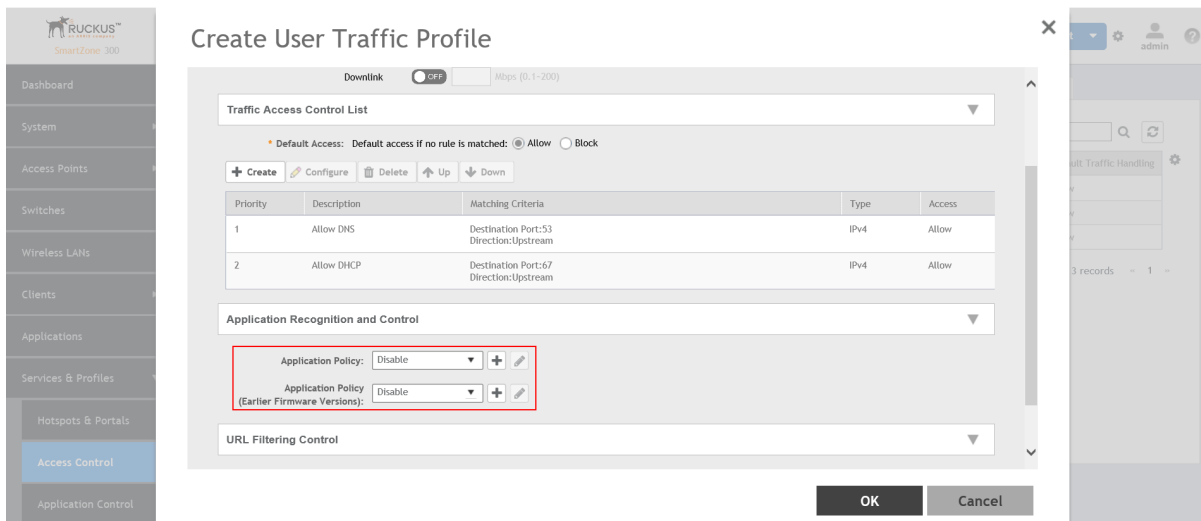 RUCKUS™
SmartZone 300
Create User Traffic Profile
admin
Dashboard
System
Access Points
Switches
Wireless LANs
Clients
Applications
Services & Profiles
Hotspots & Portals
Access Control
Application Control
Downlink OFF Mbps (0.1~200)
Traffic Access Control List
* Default Access: Default access if no rule is matched: Allow Block
+ Create Configure Delete Up Down
Priority Description Matching Criteria Type Access
1 Allow DNS Destination Port:53 IPv4 Allow
Direction:Upstream
2 Allow DHCP Destination Port:67 IPv4 Allow
Direction:Upstream
Application Recognition and Control
Application Policy: Disable
Application Policy
(Earlier Firmware Versions): Disable
URL Filtering Control
OK Cancel
Traffic Handling
3 records « 1 »